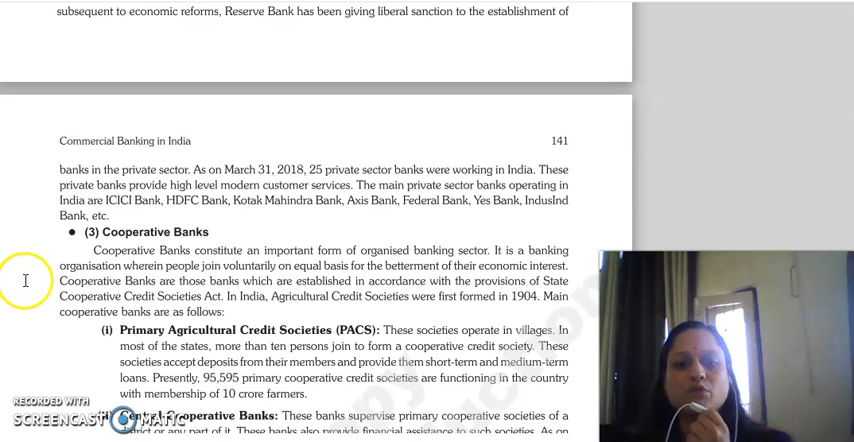 subsequent to economic reforms, Reserve Bank has been giving liberal sanction to the establishment of
Commercial Banking in India 141
banks in the private sector. As on March 31, 2018, 25 private sector banks were working in India. These
private banks provide high level modern customer services. The main private sector banks operating in
India are ICICI Bank, HDFC Bank, Kotak Mahindra Bank, Axis Bank, Federal Bank, Yes Bank, IndusInd
Bank, etc.
• (3) Cooperative Banks
Cooperative Banks constitute an important form of organised banking sector. It is a banking
organisation wherein people join voluntarily on equal basis for the betterment of their economic interest.
Cooperative Banks are those banks which are established in accordance with the provisions of State
Cooperative Credit Societies Act. In India, Agricultural Credit Societies were first formed in 1904. Main
cooperative banks are as follows:
(i) Primary Agricultural Credit Societies (PACS): These societies operate in villages. In
most of the states, more than ten persons join to form a cooperative credit society. These
societies accept deposits from their members and provide them short-term and medium-term
loans. Presently, 95,595 primary cooperative credit societies are functioning in the country
with membership of 10 crore farmers.
(ii) Central Cooperative Banks: These banks supervise primary cooperative societies of a
district or any part of it. These banks also provide financial assistance to such societies. As on
RECORDED WITH
SCREENCAST MATIC